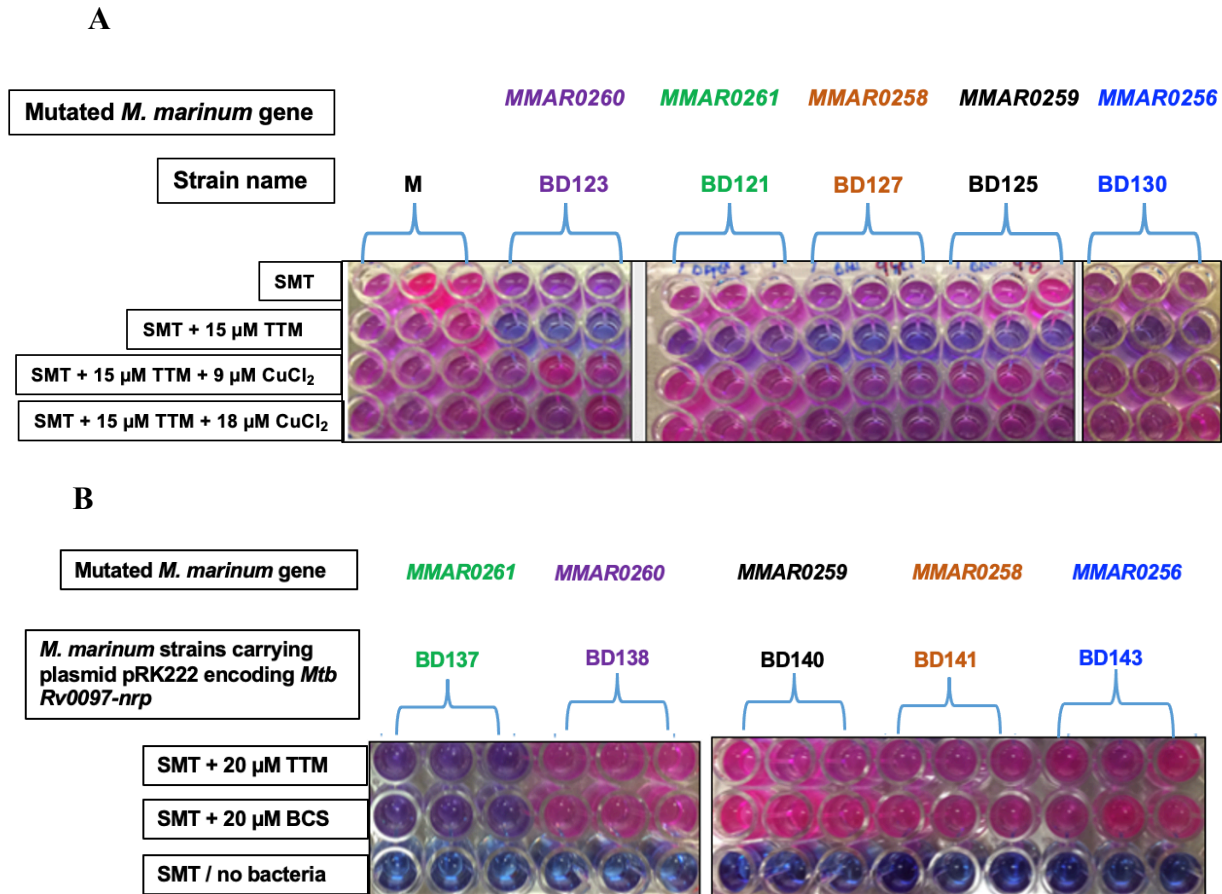 A
Mutated M. marinum gene
MMAR0260 MMAR0261 MMAR0258 MMAR0259 MMAR0256
Strain name
M BD123 BD121 BD127 BD125 BD130
SMT
SMT + 15 µM TTM
SMT + 15 µM TTM + 9 µM CuCl₂
SMT + 15 µM TTM + 18 µM CuCl₂
B
Mutated M. marinum gene
MMAR0261 MMAR0260 MMAR0259 MMAR0258 MMAR0256
M. marinum strains carrying
plasmid pRK222 encoding Mtb
Rv0097-nrp
BD137 BD138 BD140 BD141 BD143
SMT + 20 µM TTM
SMT + 20 µM BCS
SMT / no bacteria